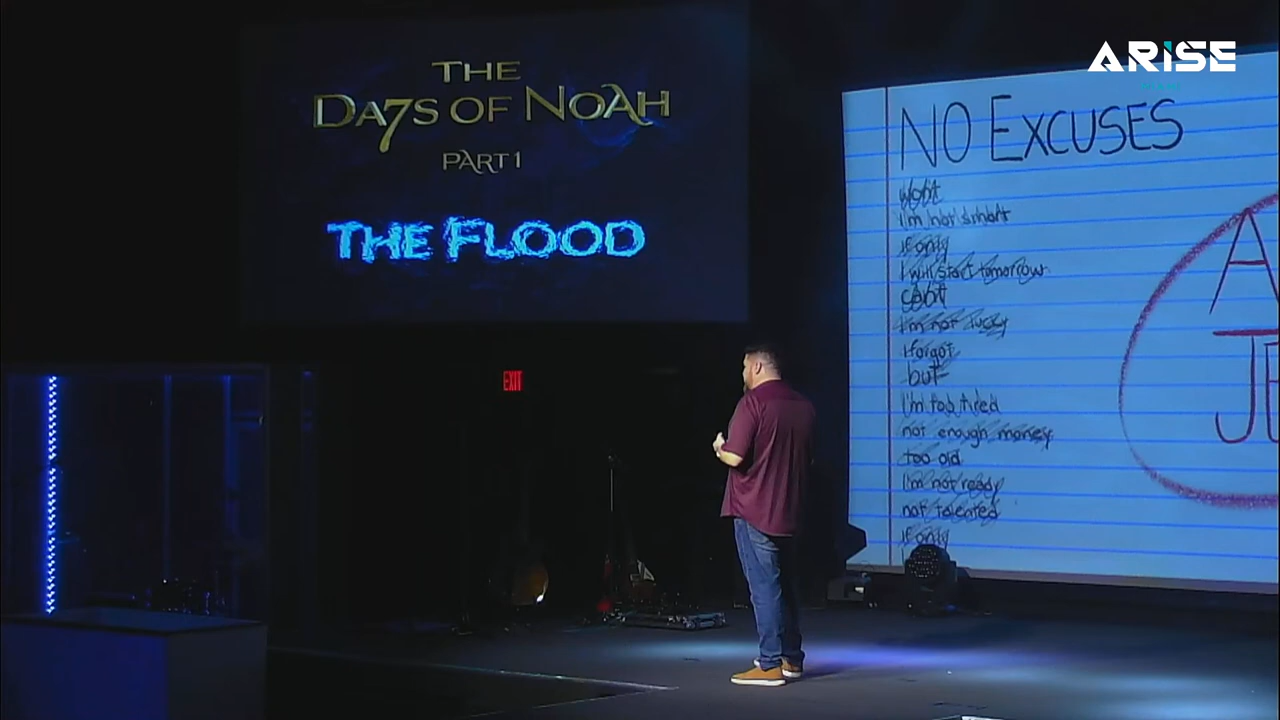 THE
DA7S OF NOAH
PART 1
THE FLOOD
EXIT
ARISE
NO EXCUSES
won't
I'm not smart
if only
I will start tomorrow
can't
I'm not lucky
I forgot
but
I'm too tired
not enough money
too old
I'm not ready
not talented
if only
A
JE